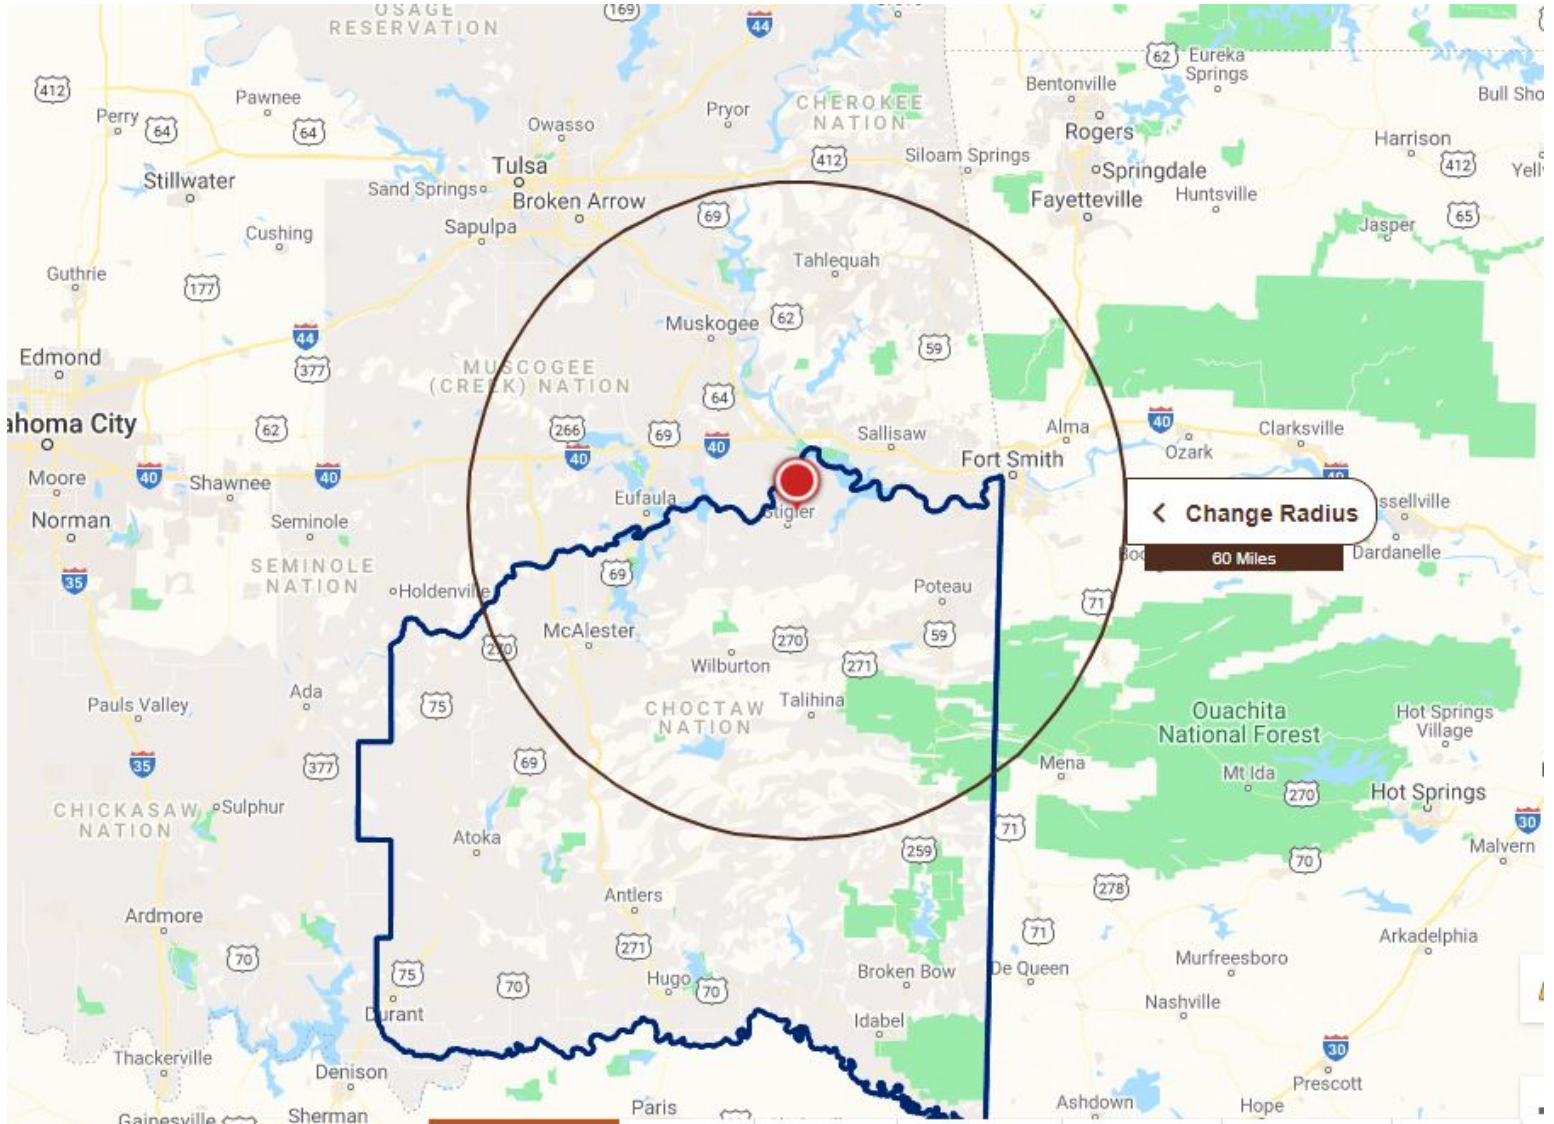 OSAGE
RESERVATION
169
44
412
Perry
64
Pawnee
64
Owasso
Pryor
CHEROKEE
NATION
62
Eureka
Springs
Bentonville
Rogers
Bull Sho
Harrison
412
Stillwater
Sand Springs
Tulsa
412
Siloam Springs
Springdale
Fayetteville
Huntsville
Broken Arrow
69
65
Jasper
Cushing
Sapulpa
Tahlequah
Guthrie
177
44
Muskogee
62
59
Edmond
377
MUSCOGEE
(CREEK) NATION
64
ahoma City
62
266
69
40
40
Sallisaw
Alma
40
Ozark
Clarksville
Fort Smith
Moore
40
Shawnee
40
Eufaula
Stigler
40
ssellville
Change Radius
60 Miles
Dardanelle
Norman
Seminole
35
SEMINOLE
NATION
Holdenville
69
Poteau
71
McAlester
270
270
59
Wilburton
271
Ada
Pauls Valley
75
Talihina
CHOCTAW
NATION
Ouachita
National Forest
Hot Springs
Village
35
377
69
Mena
Mt Ida
270
Hot Springs
CHICKASAW
NATION
Sulphur
Atoka
71
30
259
Malvern
70
Antlers
278
Ardmore
70
271
71
Arkadelphia
Murfreesboro
75
70
Hugo
70
Broken Bow
De Queen
Durant
Idabel
Nashville
Thackerville
30
Denison
Prescott
Gainesville
Sherman
Paris
Ashdown
Hope